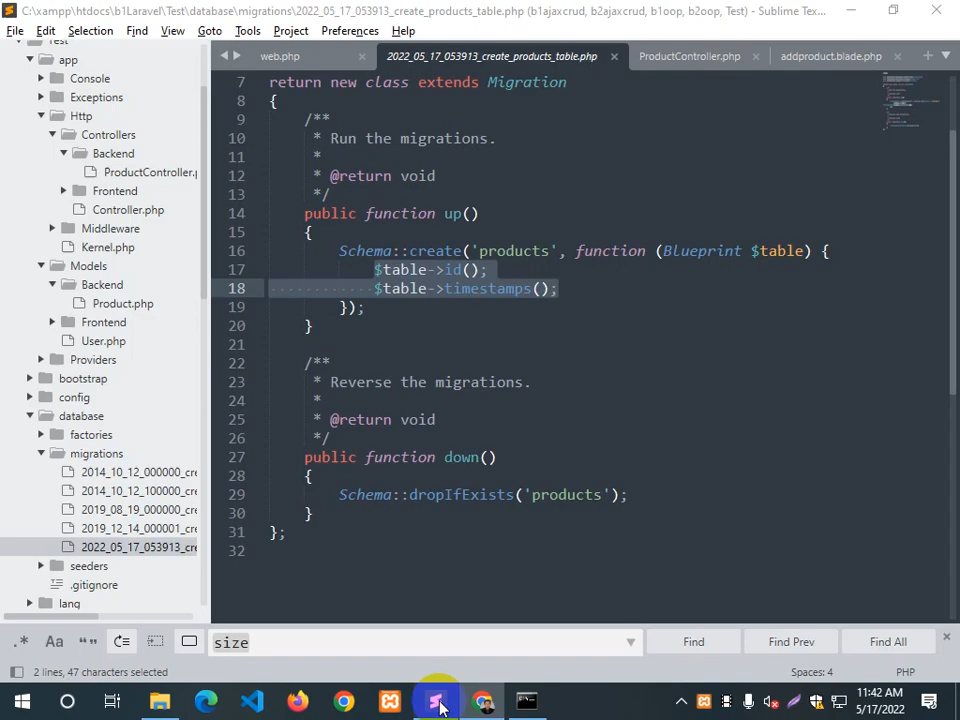 C:\xampp\htdocs\b1Laravel\Test\database\migrations\2022_05_17_053913_create_products_table.php (b1ajaxcrud, b2ajaxcrud, b1oop, b2oop, Test) - Sublime Tex...
File Edit Selection Find View Goto Tools Project Preferences Help
Test
app
Console
Exceptions
Http
Controllers
Backend
ProductController.p
Frontend
Controller.php
Middleware
Kernel.php
Models
Backend
Product.php
Frontend
User.php
Providers
bootstrap
config
database
factories
migrations
2014_10_12_000000_cre
2014_10_12_100000_cre
2019_08_19_000000_cre
2019_12_14_000001_cre
2022_05_17_053913_cre
seeders
.gitignore
lang
web.php 2022_05_17_053913_create_products_table.php ProductController.php addproduct.blade.php
7 return new class extends Migration
8 {
9 /**
10 * Run the migrations.
11 *
12 * @return void
13 */
14 public function up()
15 {
16 Schema::create('products', function (Blueprint $table) {
17 $table->id();
18 $table->timestamps();
19 });
20 }
21
22 /**
23 * Reverse the migrations.
24 *
25 * @return void
26 */
27 public function down()
28 {
29 Schema::dropIfExists('products');
30 }
31 };
32
.* Aa “” size Find Find Prev Find All
2 lines, 47 characters selected Spaces: 4 PHP
11:42 AM
5/17/2022